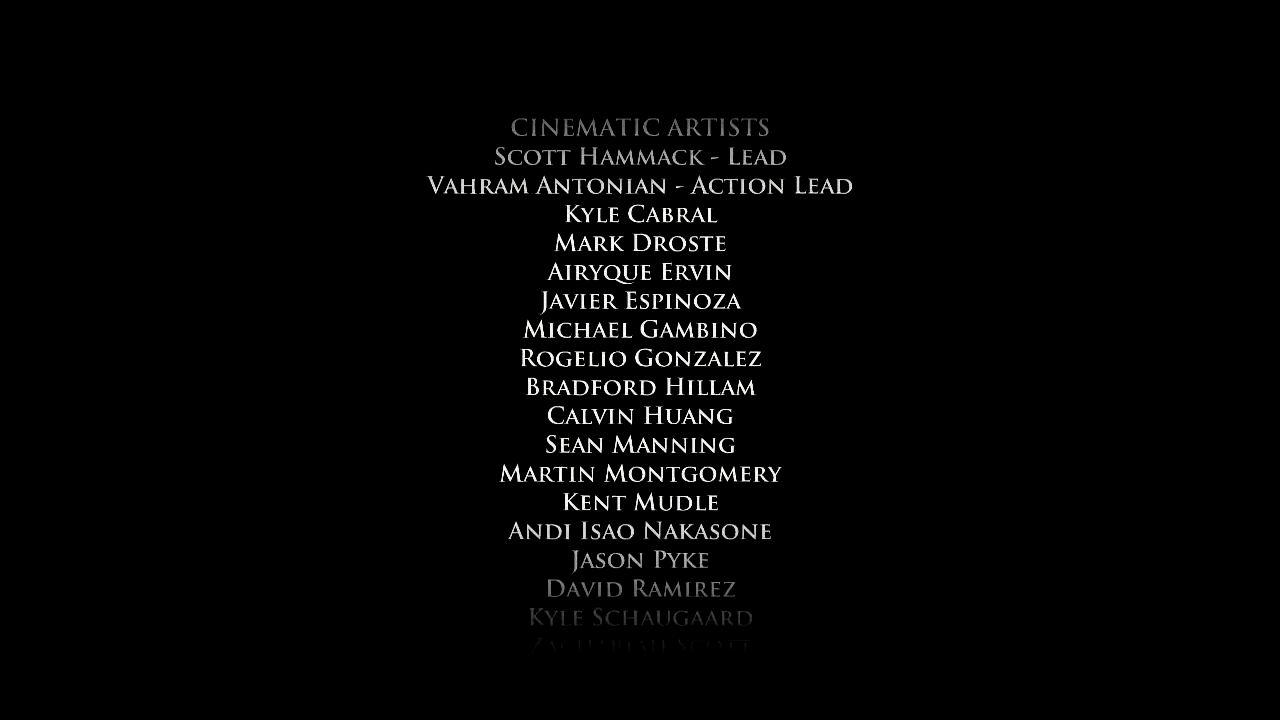 CINEMATIC ARTISTS
SCOTT HAMMACK - LEAD
VAHRAM ANTONIAN - ACTION LEAD
KYLE CABRAL
MARK DROSTE
AIRYQUE ERVIN
JAVIER ESPINOZA
MICHAEL GAMBINO
ROGELIO GONZALEZ
BRADFORD HILLAM
CALVIN HUANG
SEAN MANNING
MARTIN MONTGOMERY
KENT MUDLE
ANDI ISAO NAKASONE
JASON PYKE
DAVID RAMIREZ
KYLE SCHAUGAARD
SCOTT